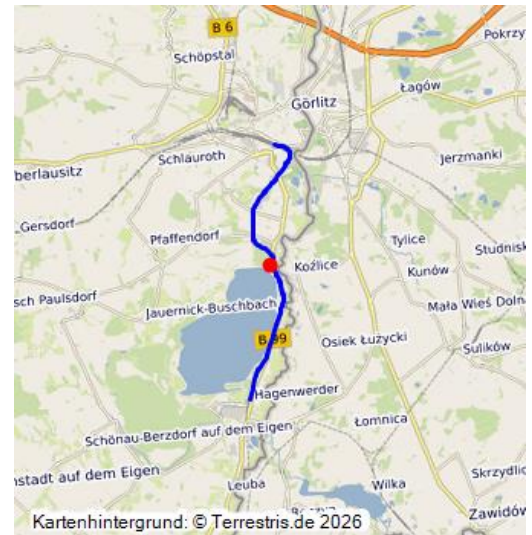 B 6
Pokrzy
Schöpstal
Łagów
Görlitz
Schlauroth
Jerzmanki
berlausitz
Gersdorf
Pfaffendorf
Tylice
Studnisk
Koźlice
Kunów
sch Paulsdorf
Jauernick-Buschbach
Mała Wieś Doln
B 99
Osiek Łużycki
Sulików
Hagenwerder
Łomnica
Schönau-Berzdorf auf dem Eigen
nstadt auf dem Eigen
Skrzydlic
Leuba
Wilka
Zawidów
Kartenhintergrund: © Terrestris.de 2026